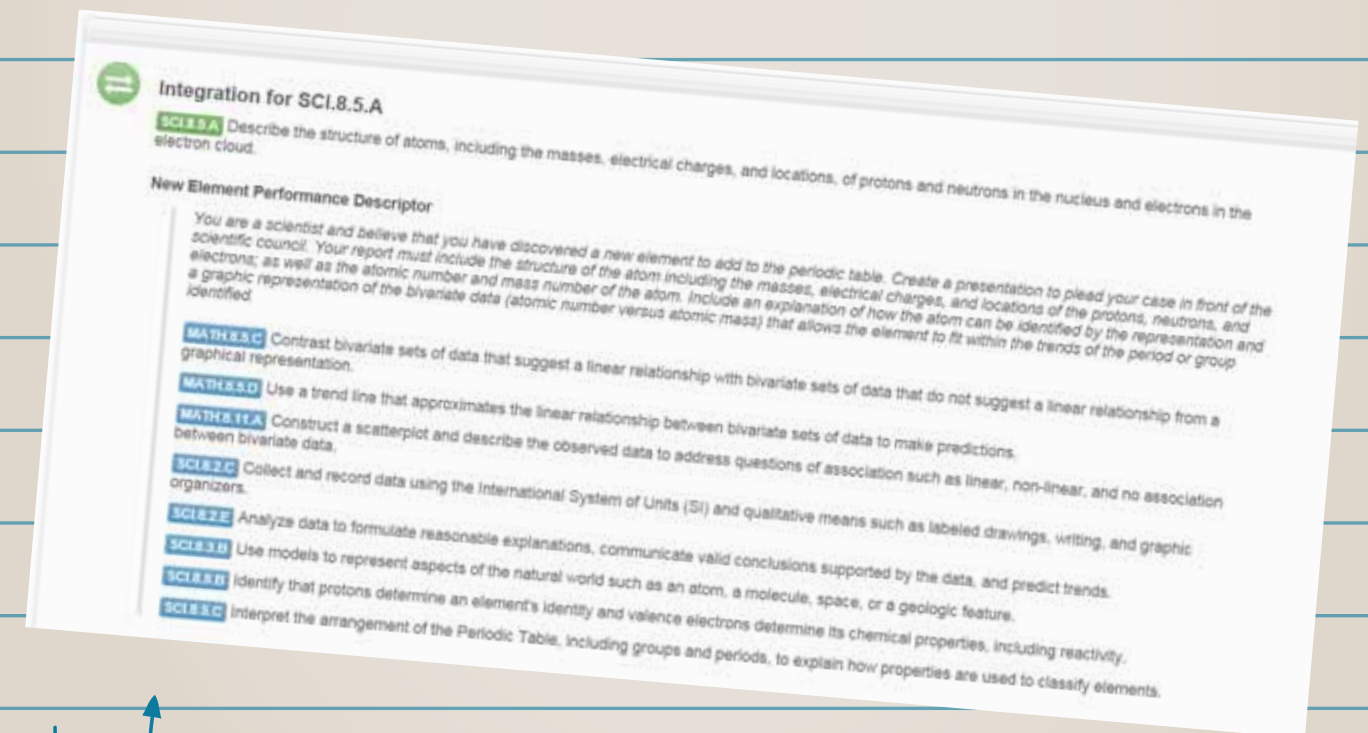 Integration for SCI.8.5.A
SCI.8.5.A Describe the structure of atoms, including the masses, electrical charges, and locations, of protons and neutrons in the nucleus and electrons in the
electron cloud.
New Element Performance Descriptor
You are a scientist and believe that you have discovered a new element to add to the periodic table. Create a presentation to plead your case in front of the
scientific council. Your report must include the structure of the atom including the masses, electrical charges, and locations of the protons, neutrons, and
electrons; as well as the atomic number and mass number of the atom. Include an explanation of how the atom can be identified by the representation and
a graphic representation of the bivariate data (atomic number versus atomic mass) that allows the element to fit within the trends of the period or group
identified.
MATH.8.5.C Contrast bivariate sets of data that suggest a linear relationship with bivariate sets of data that do not suggest a linear relationship from a
graphical representation.
MATH.8.5.D Use a trend line that approximates the linear relationship between bivariate sets of data to make predictions.
MATH.8.11.A Construct a scatterplot and describe the observed data to address questions of association such as linear, non-linear, and no association
between bivariate data.
SCI.8.2.C Collect and record data using the International System of Units (SI) and qualitative means such as labeled drawings, writing, and graphic
organizers.
SCI.8.2.E Analyze data to formulate reasonable explanations, communicate valid conclusions supported by the data, and predict trends.
SCI.8.3.B Use models to represent aspects of the natural world such as an atom, a molecule, space, or a geologic feature.
SCI.8.5.B Identify that protons determine an element's identity and valence electrons determine its chemical properties, including reactivity.
SCI.8.5.C Interpret the arrangement of the Periodic Table, including groups and periods, to explain how properties are used to classify elements.